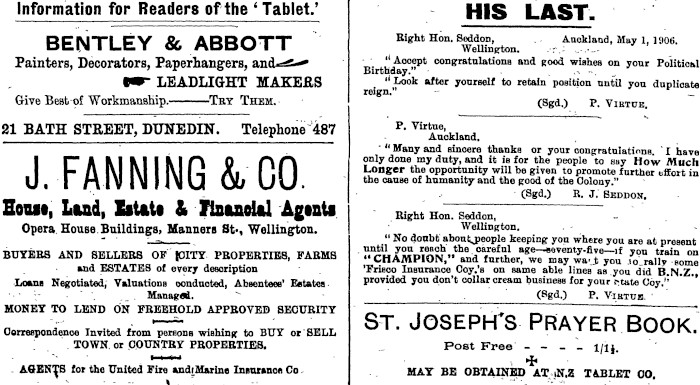 Information for Readers of the 'Tablet.'
BENTLEY & ABBOTT
Painters, Decorators, Paperhangers, and
LEADLIGHT MAKERS
Give Best of Workmanship.——TRY THEM.
21 BATH STREET, DUNEDIN. Telephone 487
J. FANNING & CO.
House, Land, Estate & Financial Agents
Opera House Buildings, Manners St., Wellington.
BUYERS AND SELLERS OF CITY PROPERTIES, FARMS
and ESTATES of every description
Loans Negotiated, Valuations conducted, Absentees' Estates
Managed.
MONEY TO LEND ON FREEHOLD APPROVED SECURITY
Correspondence Invited from persons wishing to BUY or SELL
TOWN or COUNTRY PROPERTIES.
AGENTS for the United Fire and Marine Insurance Co
HIS LAST.
Right Hon. Seddon, Auckland, May 1, 1906.
Wellington.
"Accept congratulations and good wishes on your Political
Birthday."
"Look after yourself to retain position until you duplicate
reign."
(Sgd.) P. VIRTUE.
P. Virtue,
Auckland.
"Many and sincere thanks for your congratulations. I have
only done my duty, and it is for the people to say How Much
Longer the opportunity will be given to promote further effort in
the cause of humanity and the good of the Colony."
(Sgd.) R. J. SEDDON.
Right Hon. Seddon,
Wellington.
"No doubt about people keeping you where you are at present
until you reach the careful age—seventy-five—if you train on
"CHAMPION," and further, we may want you to rally some
'Frisco Insurance Coy.'s on same able lines as you did B.N.Z.,
provided you don't collar cream business for your State Coy."
(Sgd.) P. VIRTUE
ST. JOSEPH'S PRAYER BOOK.
Post Free - - - - 1/1½.
MAY BE OBTAINED AT N.Z TABLET CO.